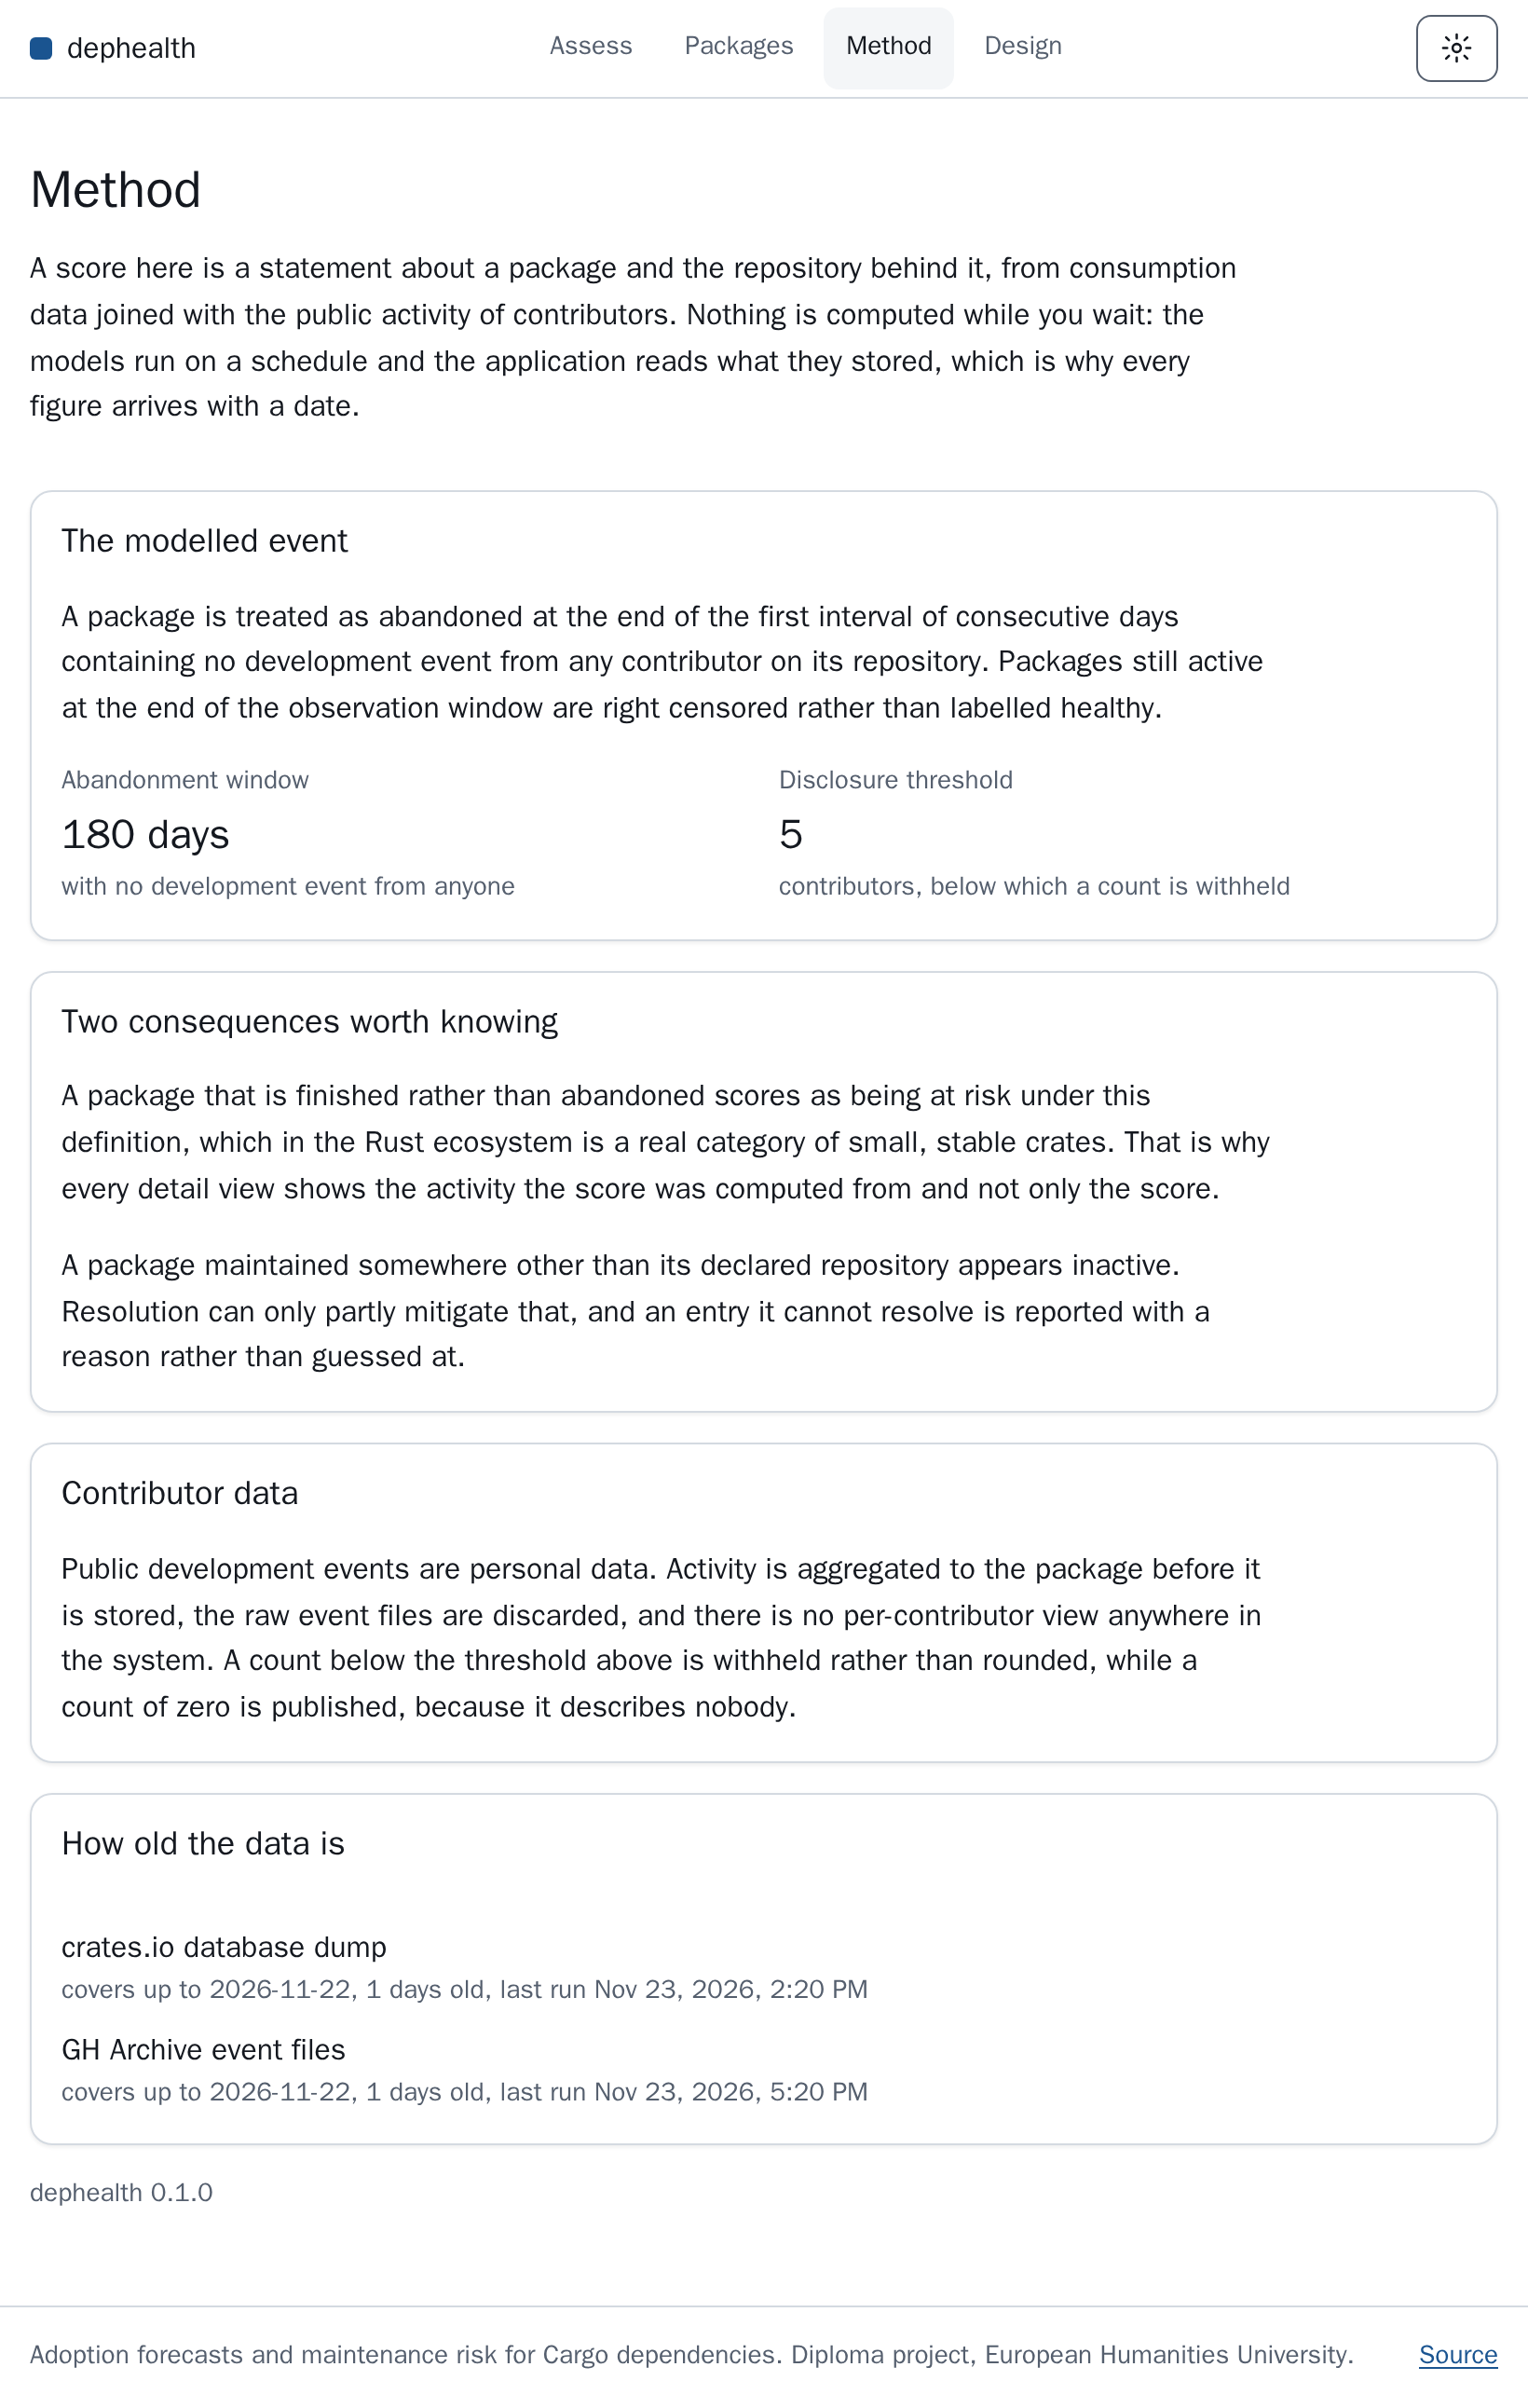 dephealth
Assess
Packages
Method
Design
Method
A score here is a statement about a package and the repository behind it, from consumption
data joined with the public activity of contributors. Nothing is computed while you wait: the
models run on a schedule and the application reads what they stored, which is why every
figure arrives with a date.
The modelled event
A package is treated as abandoned at the end of the first interval of consecutive days
containing no development event from any contributor on its repository. Packages still active
at the end of the observation window are right censored rather than labelled healthy.
Abandonment window
180 days
with no development event from anyone
Disclosure threshold
5
contributors, below which a count is withheld
Two consequences worth knowing
A package that is finished rather than abandoned scores as being at risk under this
definition, which in the Rust ecosystem is a real category of small, stable crates. That is why
every detail view shows the activity the score was computed from and not only the score.
A package maintained somewhere other than its declared repository appears inactive.
Resolution can only partly mitigate that, and an entry it cannot resolve is reported with a
reason rather than guessed at.
Contributor data
Public development events are personal data. Activity is aggregated to the package before it
is stored, the raw event files are discarded, and there is no per-contributor view anywhere in
the system. A count below the threshold above is withheld rather than rounded, while a
count of zero is published, because it describes nobody.
How old the data is
crates.io database dump
covers up to 2026-11-22, 1 days old, last run Nov 23, 2026, 2:20 PM
GH Archive event files
covers up to 2026-11-22, 1 days old, last run Nov 23, 2026, 5:20 PM
dephealth 0.1.0
Adoption forecasts and maintenance risk for Cargo dependencies. Diploma project, European Humanities University.
Source